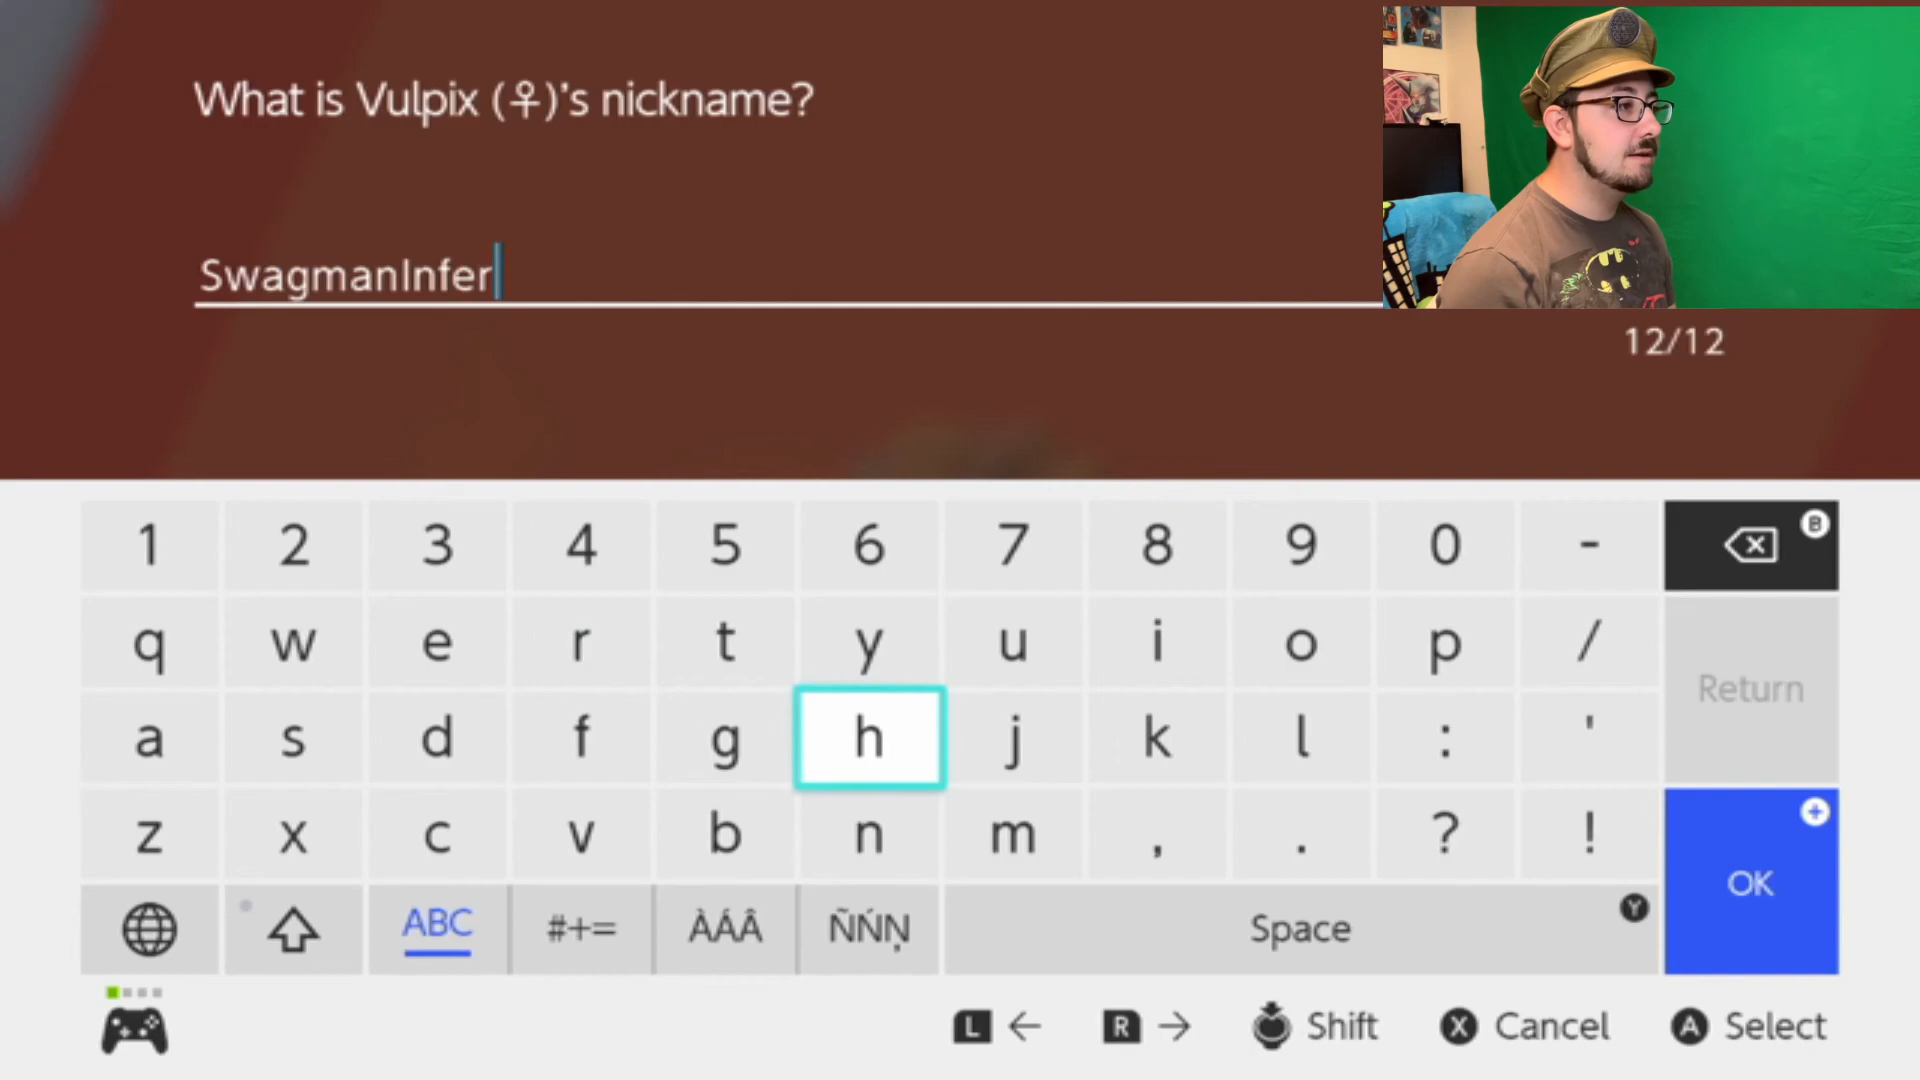 What is Vulpix (♀)'s nickname?
SwagmanInfer
12/12
1 2 3 4 5 6 7 8 9 0 - B
q w e r t y u i o p / Return
a s d f g h j k l : '
z x c v b n m , . ? ! + OK
ABC #+= ÀÁÂ ÑŃŅ Space Y
L ← R → Shift X Cancel A Select